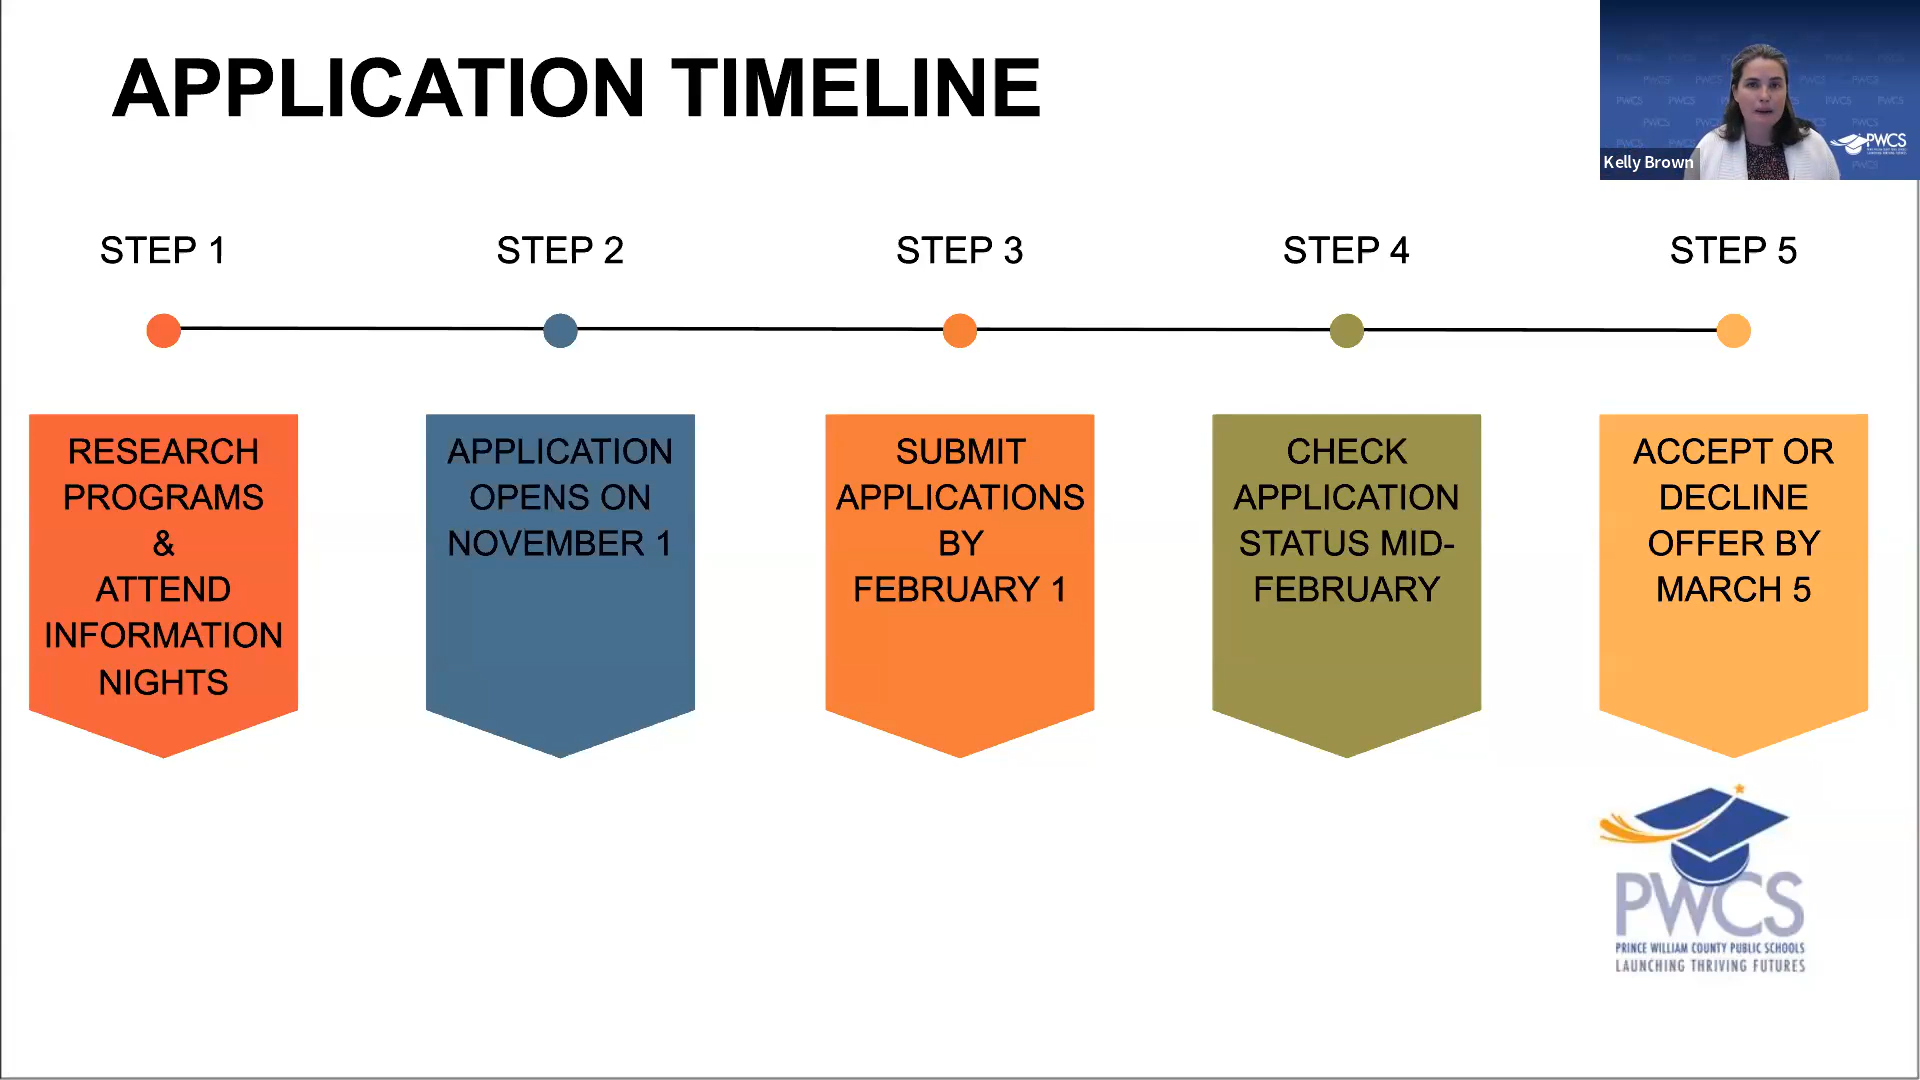 APPLICATION TIMELINE
PWCS
Kelly Brown
STEP 1
STEP 2
STEP 3
STEP 4
STEP 5
RESEARCH
PROGRAMS
&
ATTEND
INFORMATION
NIGHTS
APPLICATION
OPENS ON
NOVEMBER 1
SUBMIT
APPLICATIONS
BY
FEBRUARY 1
CHECK
APPLICATION
STATUS MID-
FEBRUARY
ACCEPT OR
DECLINE
OFFER BY
MARCH 5
PWCS
PRINCE WILLIAM COUNTY PUBLIC SCHOOLS
LAUNCHING THRIVING FUTURES